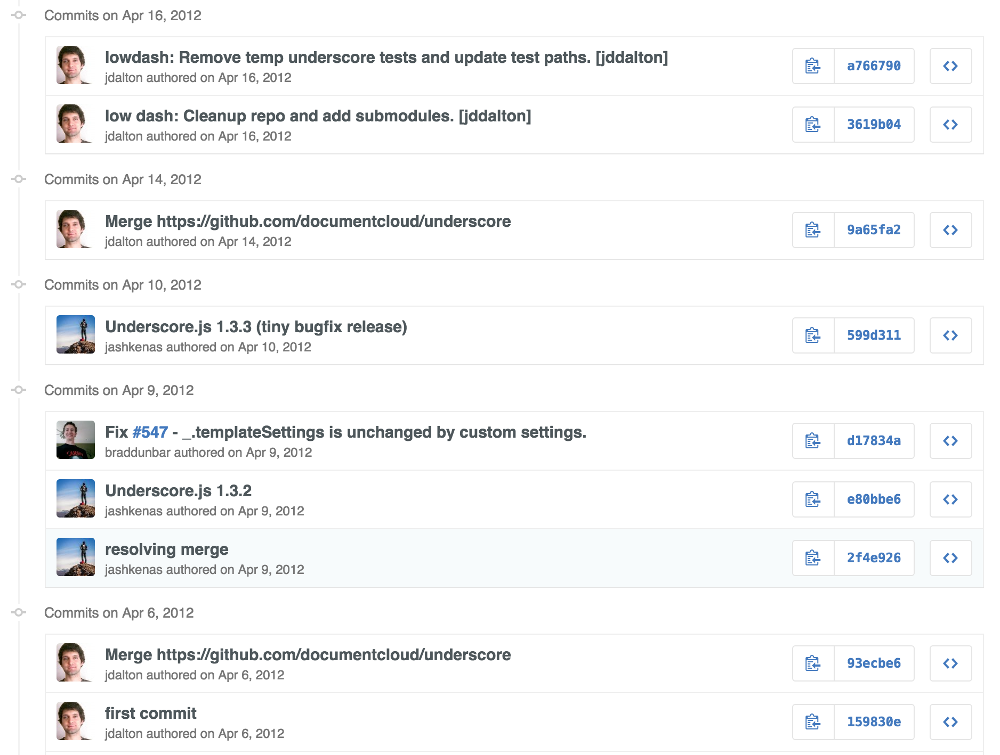 Commits on Apr 16, 2012
lowdash: Remove temp underscore tests and update test paths. [jddalton]
jdalton authored on Apr 16, 2012
a766790
low dash: Cleanup repo and add submodules. [jddalton]
jdalton authored on Apr 16, 2012
3619b04
Commits on Apr 14, 2012
Merge https://github.com/documentcloud/underscore
jdalton authored on Apr 14, 2012
9a65fa2
Commits on Apr 10, 2012
Underscore.js 1.3.3 (tiny bugfix release)
jashkenas authored on Apr 10, 2012
599d311
Commits on Apr 9, 2012
Fix #547 - _.templateSettings is unchanged by custom settings.
braddunbar authored on Apr 9, 2012
d17834a
QUEEN
Underscore.js 1.3.2
jashkenas authored on Apr 9, 2012
e80bbe6
resolving merge
jashkenas authored on Apr 9, 2012
2f4e926
Commits on Apr 6, 2012
Merge https://github.com/documentcloud/underscore
jdalton authored on Apr 6, 2012
93ecbe6
first commit
jdalton authored on Apr 6, 2012
159830e